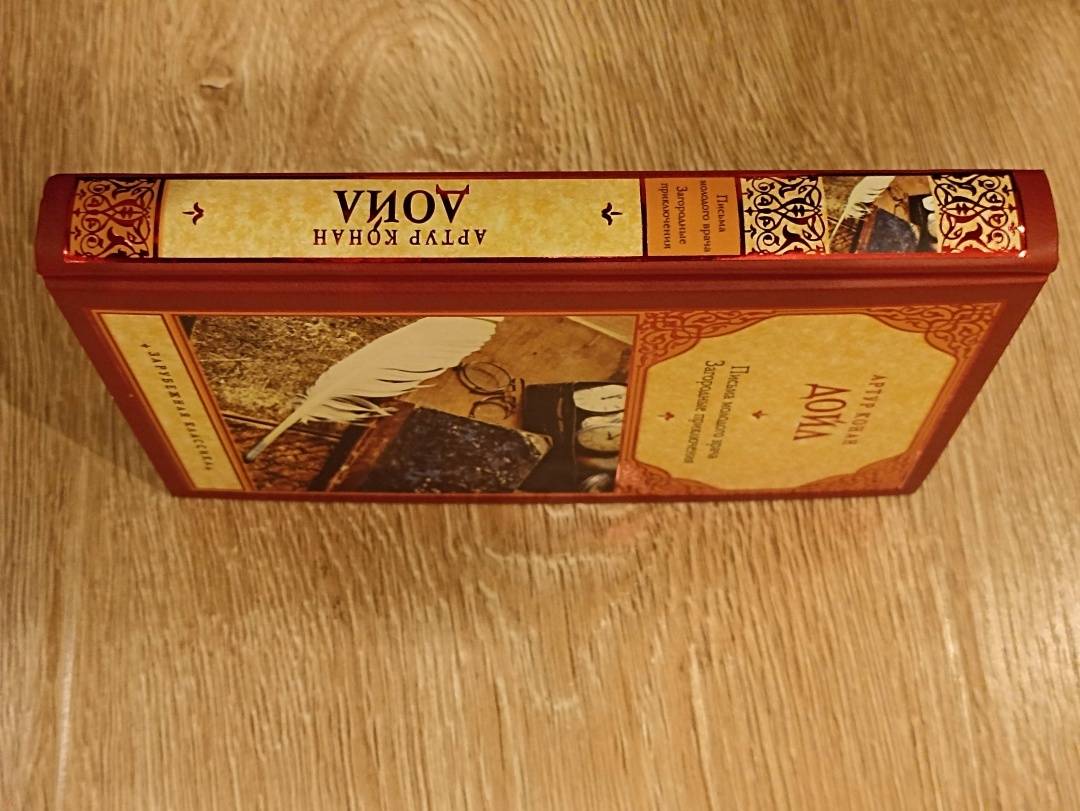 АРТУР КОНАН
ДОЙЛ
Письма
молодого врача
Загородные
приключения
АРТУР КОНАН
ДОЙЛ
Письма молодого врача
Загородные приключения
ЗАРУБЕЖНАЯ КЛАССИКА